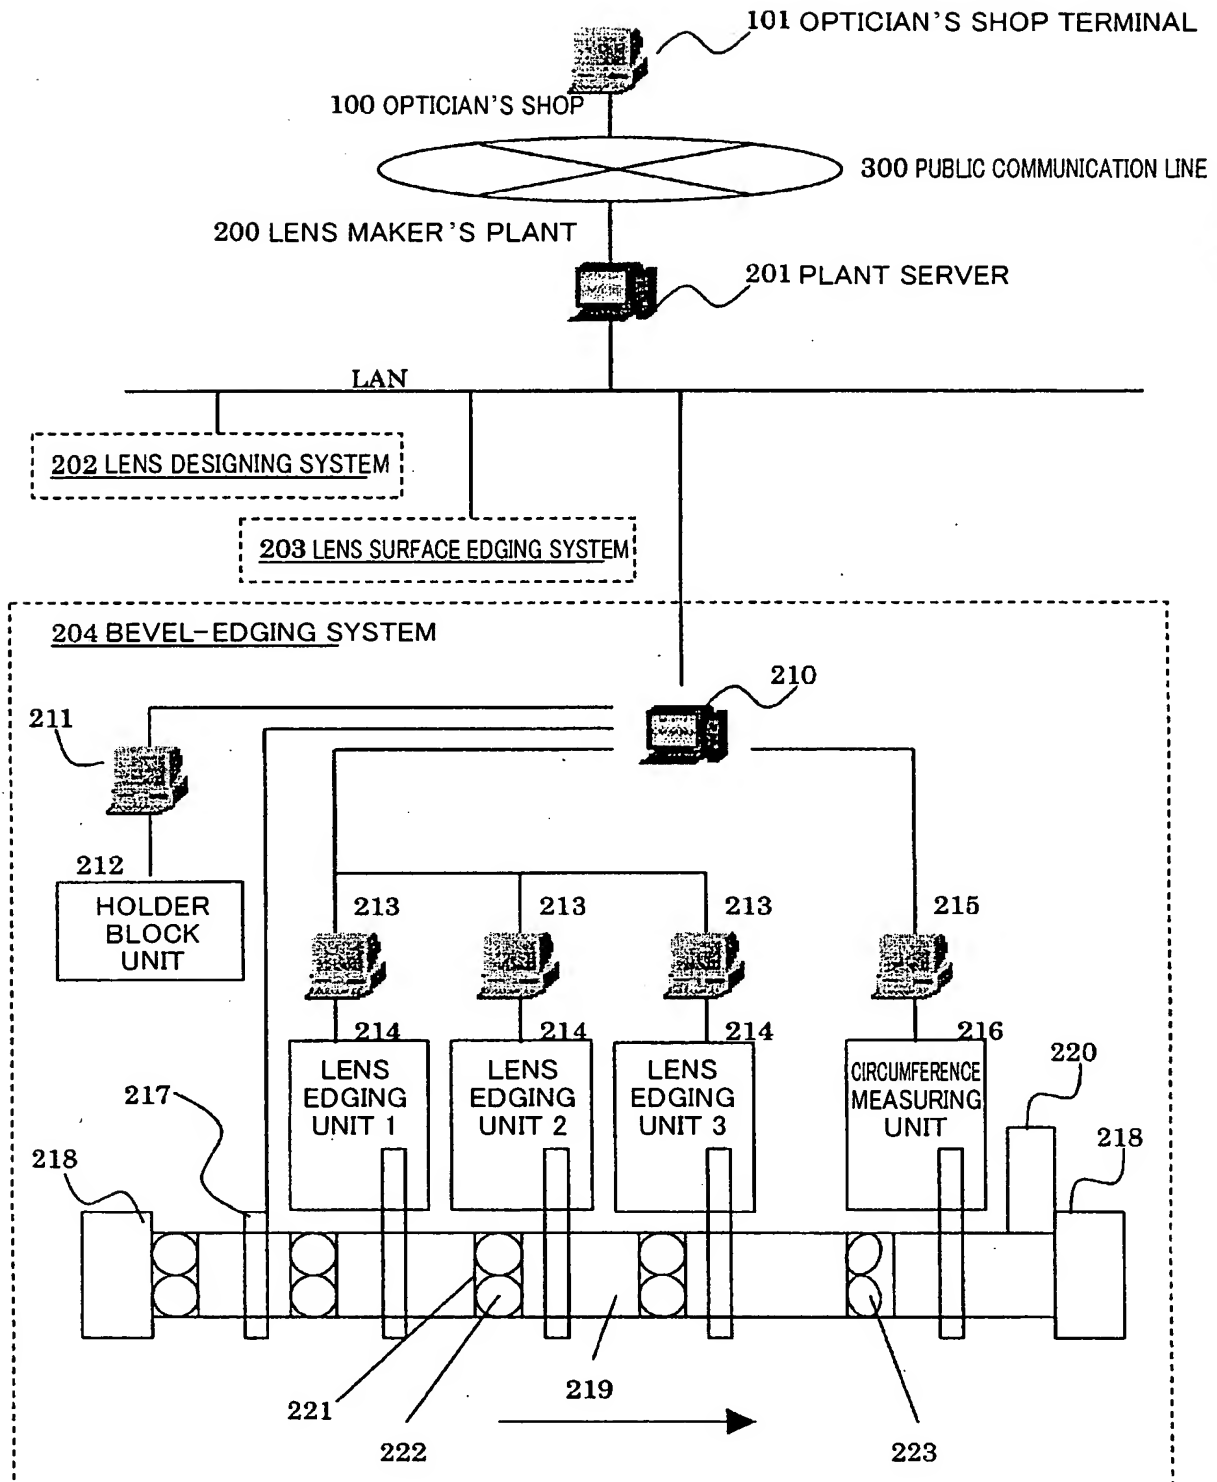 101 OPTICIAN'S SHOP TERMINAL
100 OPTICIAN'S SHOP
300 PUBLIC COMMUNICATION LINE
200 LENS MAKER'S PLANT
201 PLANT SERVER
LAN
202 LENS DESIGNING SYSTEM
203 LENS SURFACE EDGING SYSTEM
204 BEVEL-EDGING SYSTEM
210
211
212
HOLDER
BLOCK
UNIT
213
213
213
215
214
214
214
216
LENS
EDGING
UNIT 1
LENS
EDGING
UNIT 2
LENS
EDGING
UNIT 3
CIRCUMFERENCE
MEASURING
UNIT
220
217
218
218
219
221
222
223